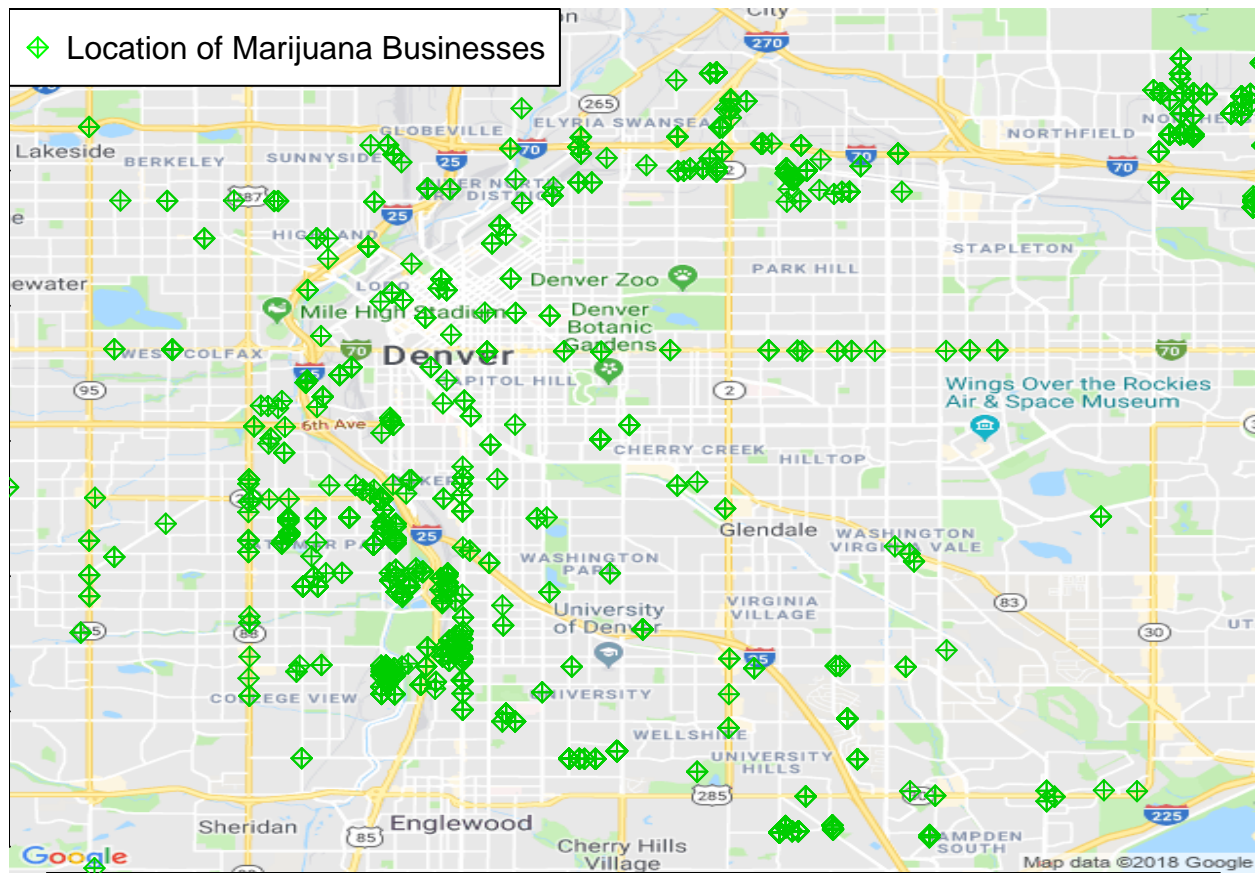 Location of Marijuana Businesses
City
270
265
ELYRIA SWANSEA
GLOBEVILLE
Lakeside
BERKELEY
SUNNYSIDE
25
70
NORTHFIELD
2
70
70
25
HIGHLAND
STAPLETON
PARK HILL
Denver Zoo
LODO
Mile High Stadium
Denver
Botanic
Gardens
WEST COLFAX
70
Denver
70
95
CAPITOL HILL
2
Wings Over the Rockies
Air & Space Museum
6th Ave
CHERRY CREEK
HILLTOP
25
Glendale
WASHINGTON
VIRGINIA VALE
WASHINGTON
PARK
VIRGINIA
VILLAGE
83
University
of Denver
88
30
25
COLLEGE VIEW
UNIVERSITY
WELLSHIRE
UNIVERSITY
HILLS
285
Sheridan
Englewood
85
225
HAMPDEN
SOUTH
Cherry Hills
Village
Google
Map data ©2018 Google